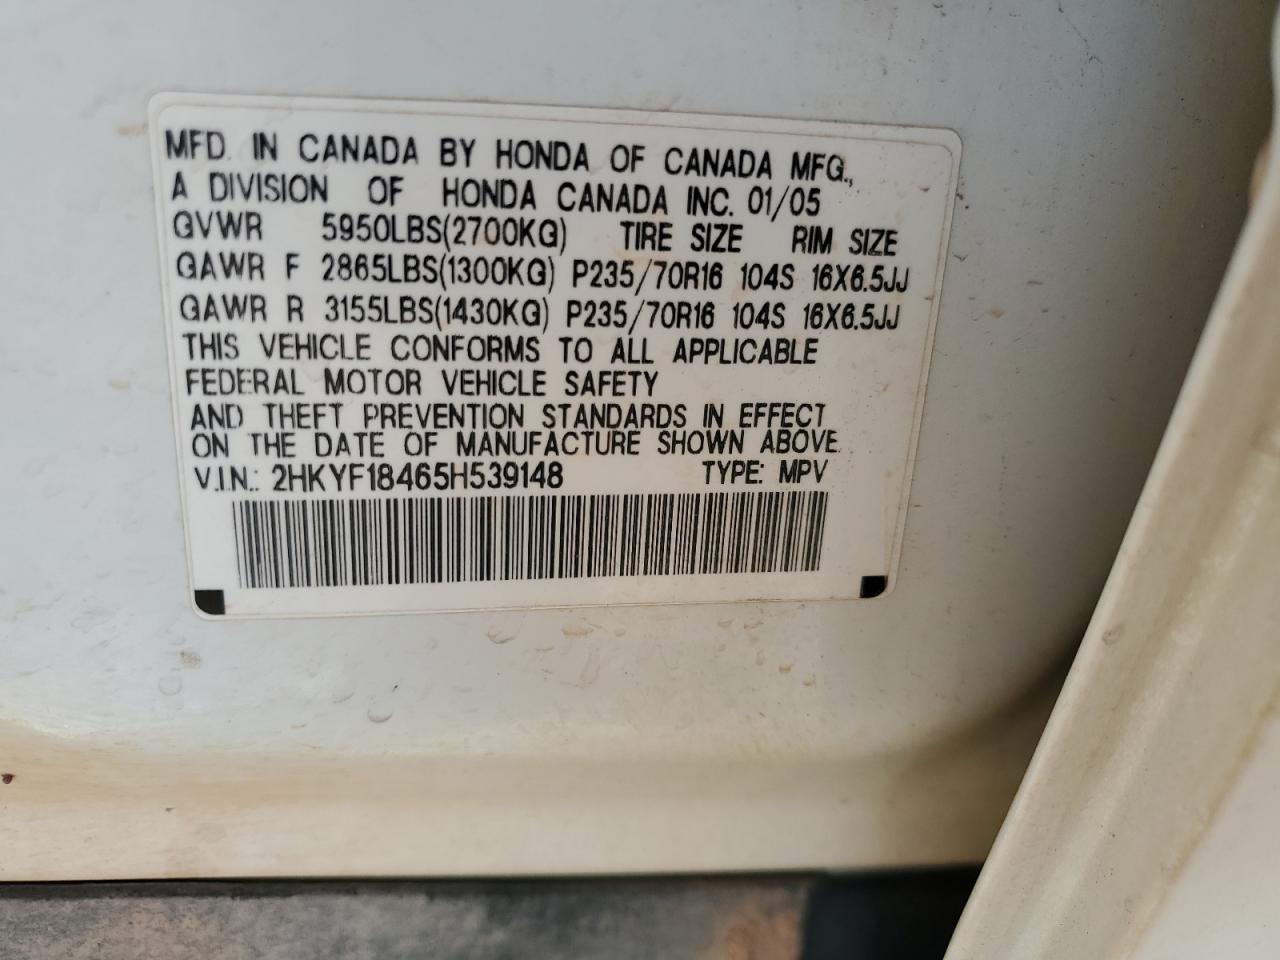 MFD. IN CANADA BY HONDA OF CANADA MFG.,
A DIVISION OF HONDA CANADA INC. 01/05
GVWR 5950LBS(2700KG) TIRE SIZE RIM SIZE
GAWR F 2865LBS(1300KG) P235/70R16 104S 16X6.5JJ
GAWR R 3155LBS(1430KG) P235/70R16 104S 16X6.5JJ
THIS VEHICLE CONFORMS TO ALL APPLICABLE
FEDERAL MOTOR VEHICLE SAFETY
AND THEFT PREVENTION STANDARDS IN EFFECT
ON THE DATE OF MANUFACTURE SHOWN ABOVE.
V.I.N.: 2HKYF18465H539148 TYPE: MPV